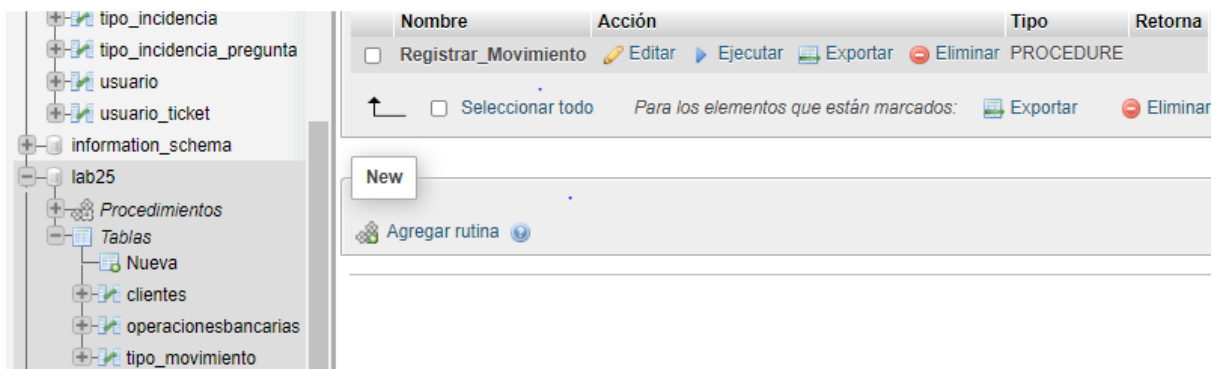 tipo_incidencia
tipo_incidencia_pregunta
usuario
usuario_ticket
information_schema
lab25
Procedimientos
Tablas
Nueva
clientes
operacionesbancarias
tipo_movimiento
Nombre Acción Tipo Retorna
Registrar_Movimiento Editar Ejecutar Exportar Eliminar PROCEDURE
Seleccionar todo Para los elementos que están marcados: Exportar Eliminar
New
Agregar rutina